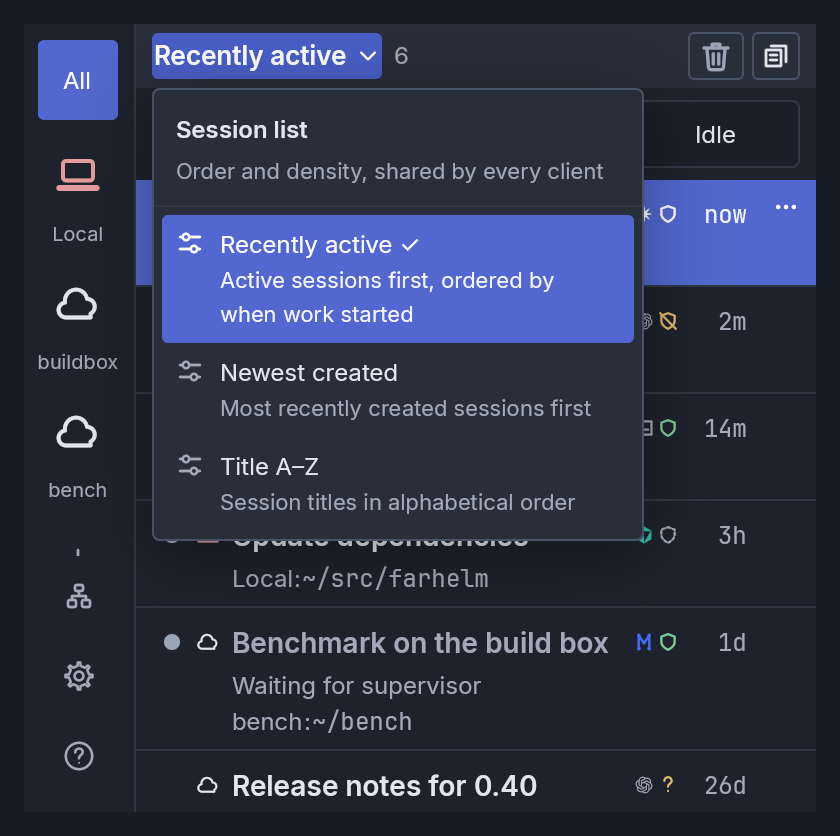 All
Recently active 6
Idle
Session list
Order and density, shared by every client
Recently active
Active sessions first, ordered by
when work started
Newest created
Most recently created sessions first
Title A–Z
Session titles in alphabetical order
Local
buildbox
bench
now
2m
14m
Update dependencies 3h
Local:~/src/farhelm
Benchmark on the build box 1d
Waiting for supervisor
bench:~/bench
Release notes for 0.40 ? 26d